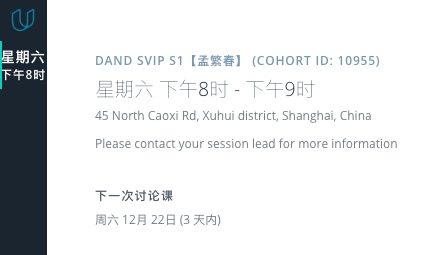 星期六
下午8时
DAND SVIP S1【孟繁春】 (COHORT ID: 10955)
星期六 下午8时 - 下午9时
45 North Caoxi Rd, Xuhui district, Shanghai, China
Please contact your session lead for more information
下一次讨论课
周六 12月 22日 (3 天内)